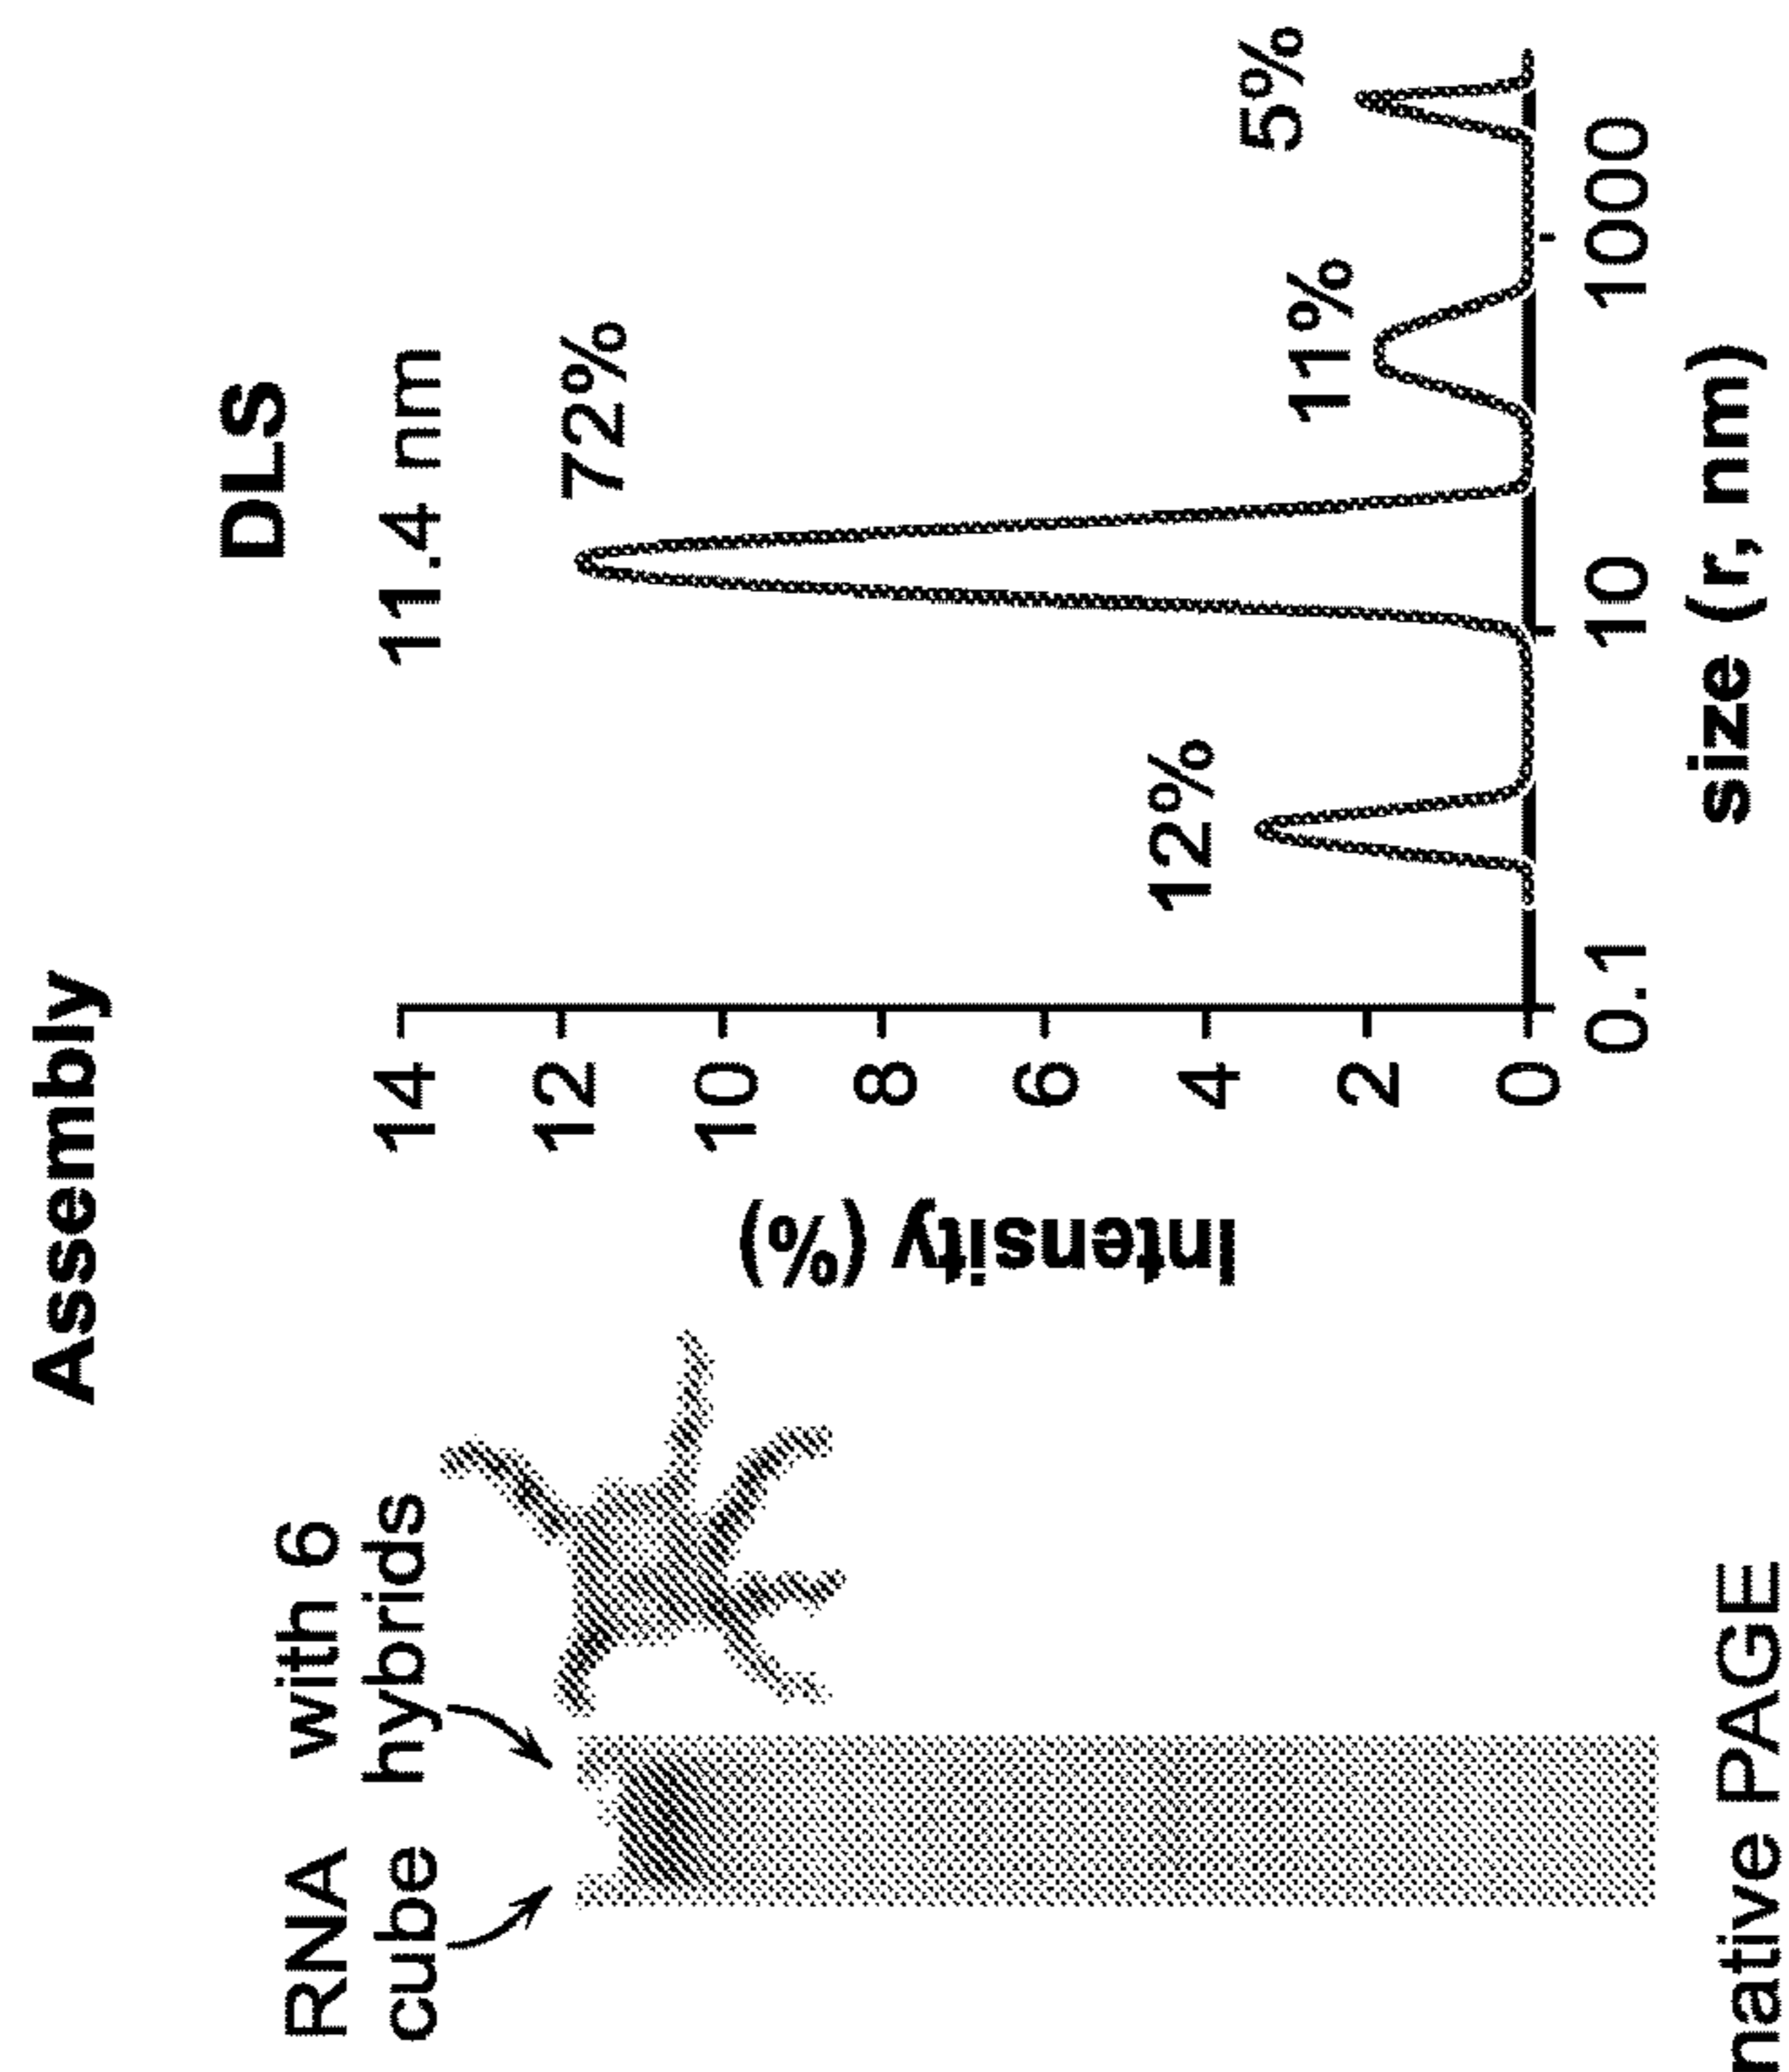 Assembly
RNA with 6
cube hybrids
native PAGE
DLS
11.4 nm
72%
12%
11%
5%
Intensity (%)
14
12
10
8
6
4
2
0
0.1 10 1000
size (r, nm)